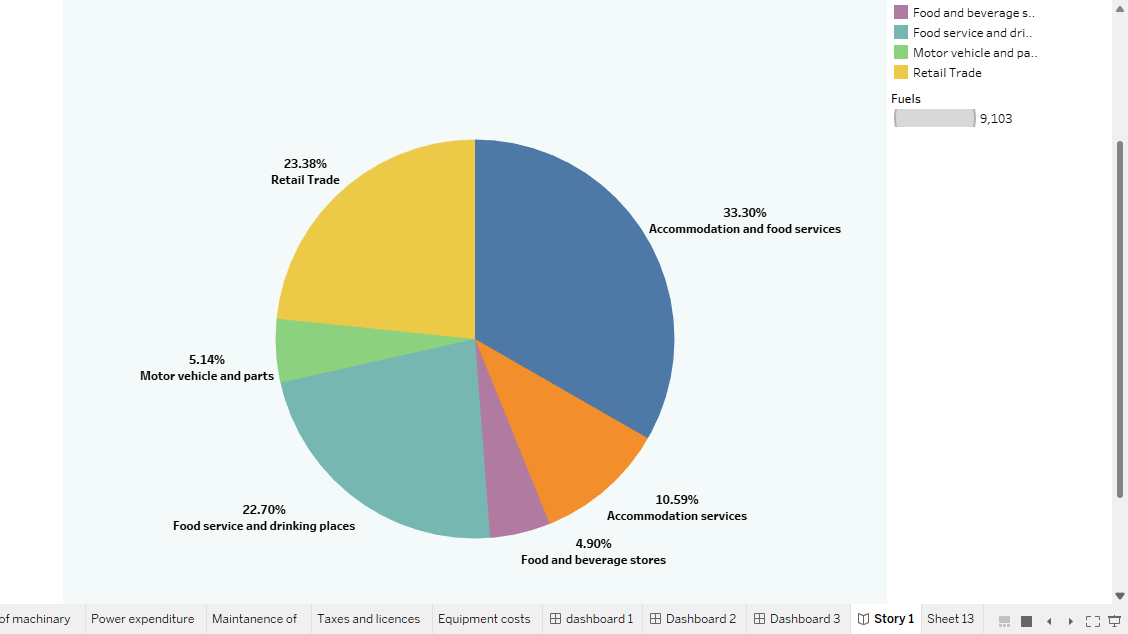 Food and beverage s..
Food service and dri..
Motor vehicle and pa..
Retail Trade
Fuels
9,103
23.38%
Retail Trade
33.30%
Accommodation and food services
5.14%
Motor vehicle and parts
10.59%
Accommodation services
22.70%
Food service and drinking places
4.90%
Food and beverage stores
of machinary Power expenditure Maintanence of Taxes and licences Equipment costs dashboard 1 Dashboard 2 Dashboard 3 Story 1 Sheet 13